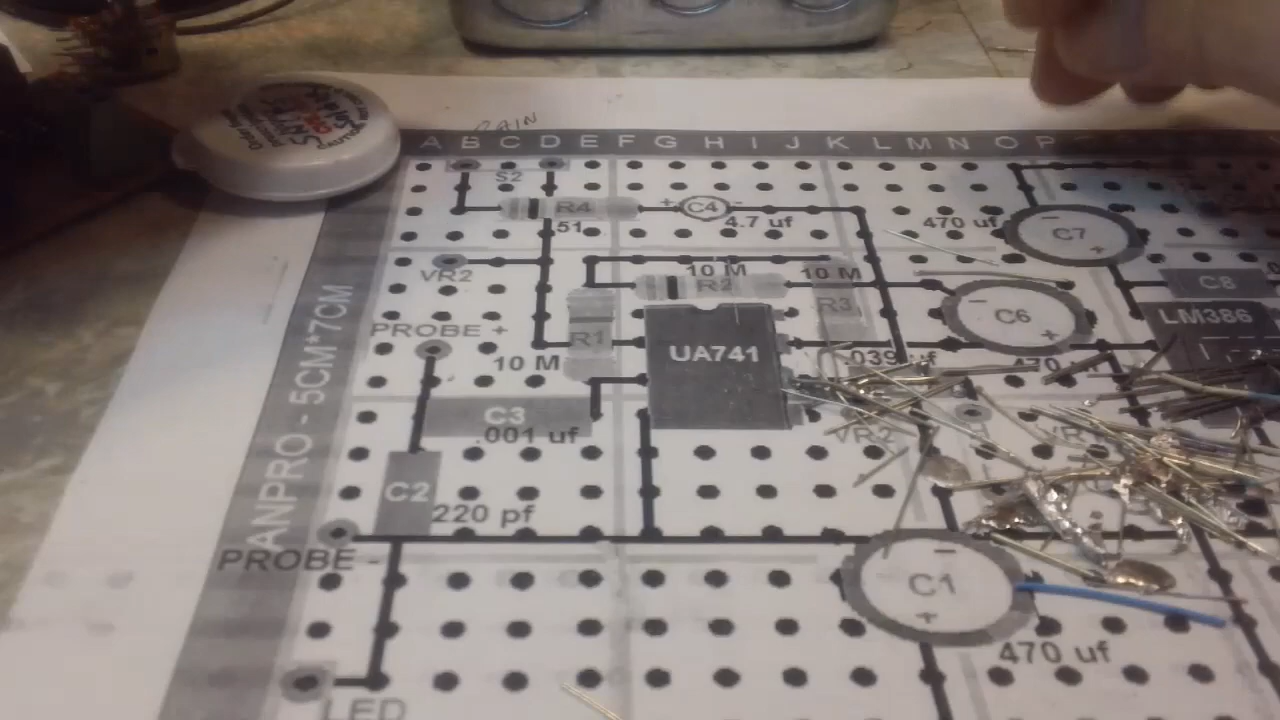 GAIN
A B C D E F G H I J K L M N O P
S2
R4
+ C4 -
.51
4.7 uf
470 uf
C7
VR2
10 M
R2
10 M
R3
C8
C6
LM386
PROBE +
R1
UA741
.039 uf
470
10 M
C3
.001 uf
VR2
C2
220 pf
PROBE -
C1
470 uf
LED
ANPRO - 5CM*7CM